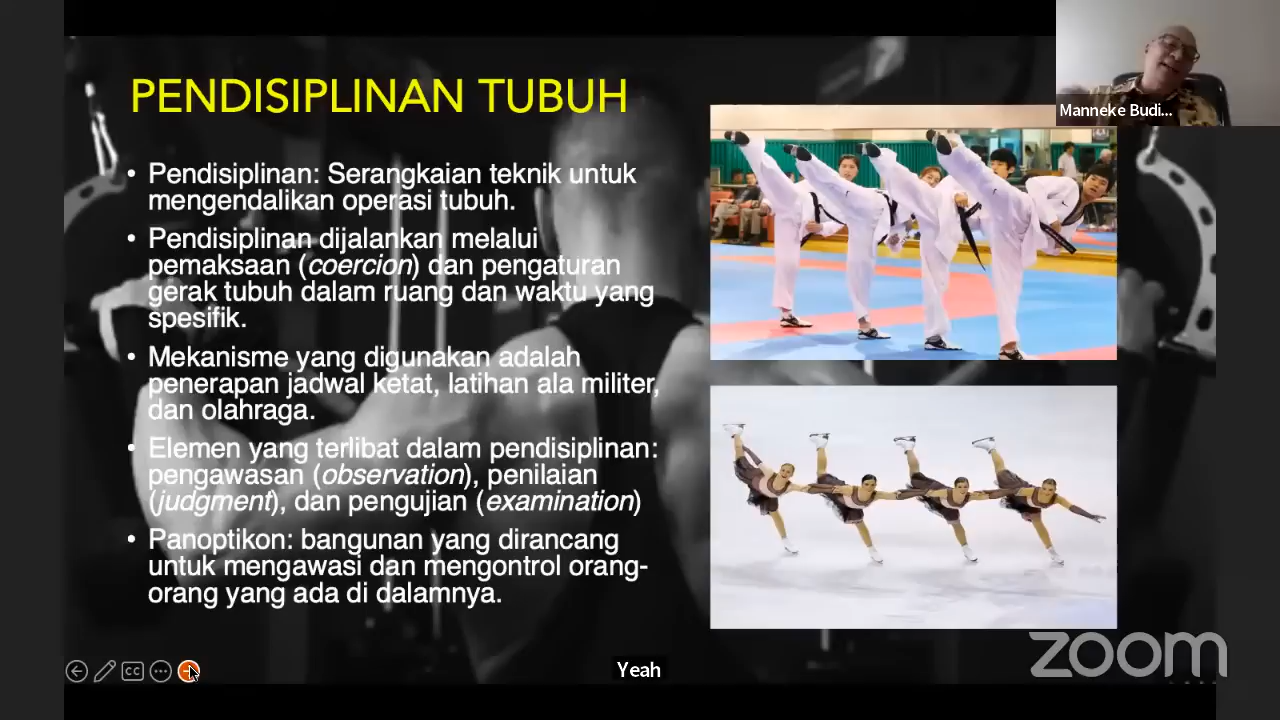 PENDISIPLINAN TUBUH
• Pendisiplinan: Serangkaian teknik untuk
mengendalikan operasi tubuh.
• Pendisiplinan dijalankan melalui
pemaksaan (coercion) dan pengaturan
gerak tubuh dalam ruang dan waktu yang
spesifik.
• Mekanisme yang digunakan adalah
penerapan jadwal ketat, latihan ala militer,
dan olahraga.
• Elemen yang terlibat dalam pendisiplinan:
pengawasan (observation), penilaian
(judgment), dan pengujian (examination)
• Panoptikon: bangunan yang dirancang
untuk mengawasi dan mengontrol orang-
orang yang ada di dalamnya.
Manneke Budi...
CC
Yeah
zoom